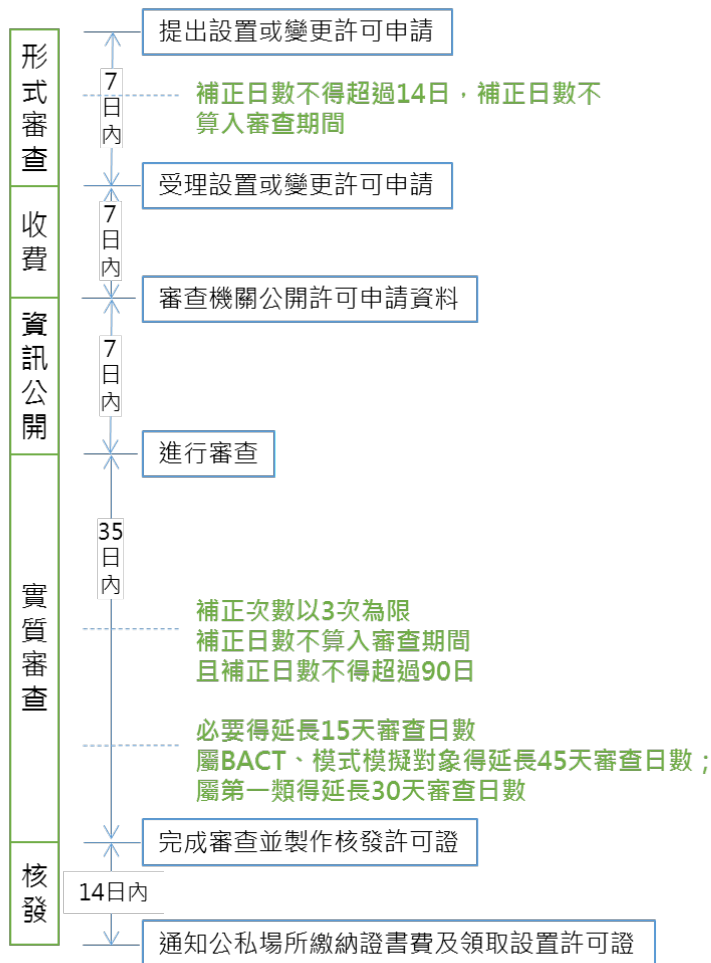 提出設置或變更許可申請
形式審查
7日內
補正日數不得超過14日，補正日數不
算入審查期間
受理設置或變更許可申請
收費
7日內
審查機關公開許可申請資料
資訊公開
7日內
進行審查
35日內
實質審查
補正次數以3次為限
補正日數不算入審查期間
且補正日數不得超過90日
必要得延長15天審查日數
屬BACT、模式模擬對象得延長45天審查日數；
屬第一類得延長30天審查日數
完成審查並製作核發許可證
核發
14日內
通知公私場所繳納證書費及領取設置許可證